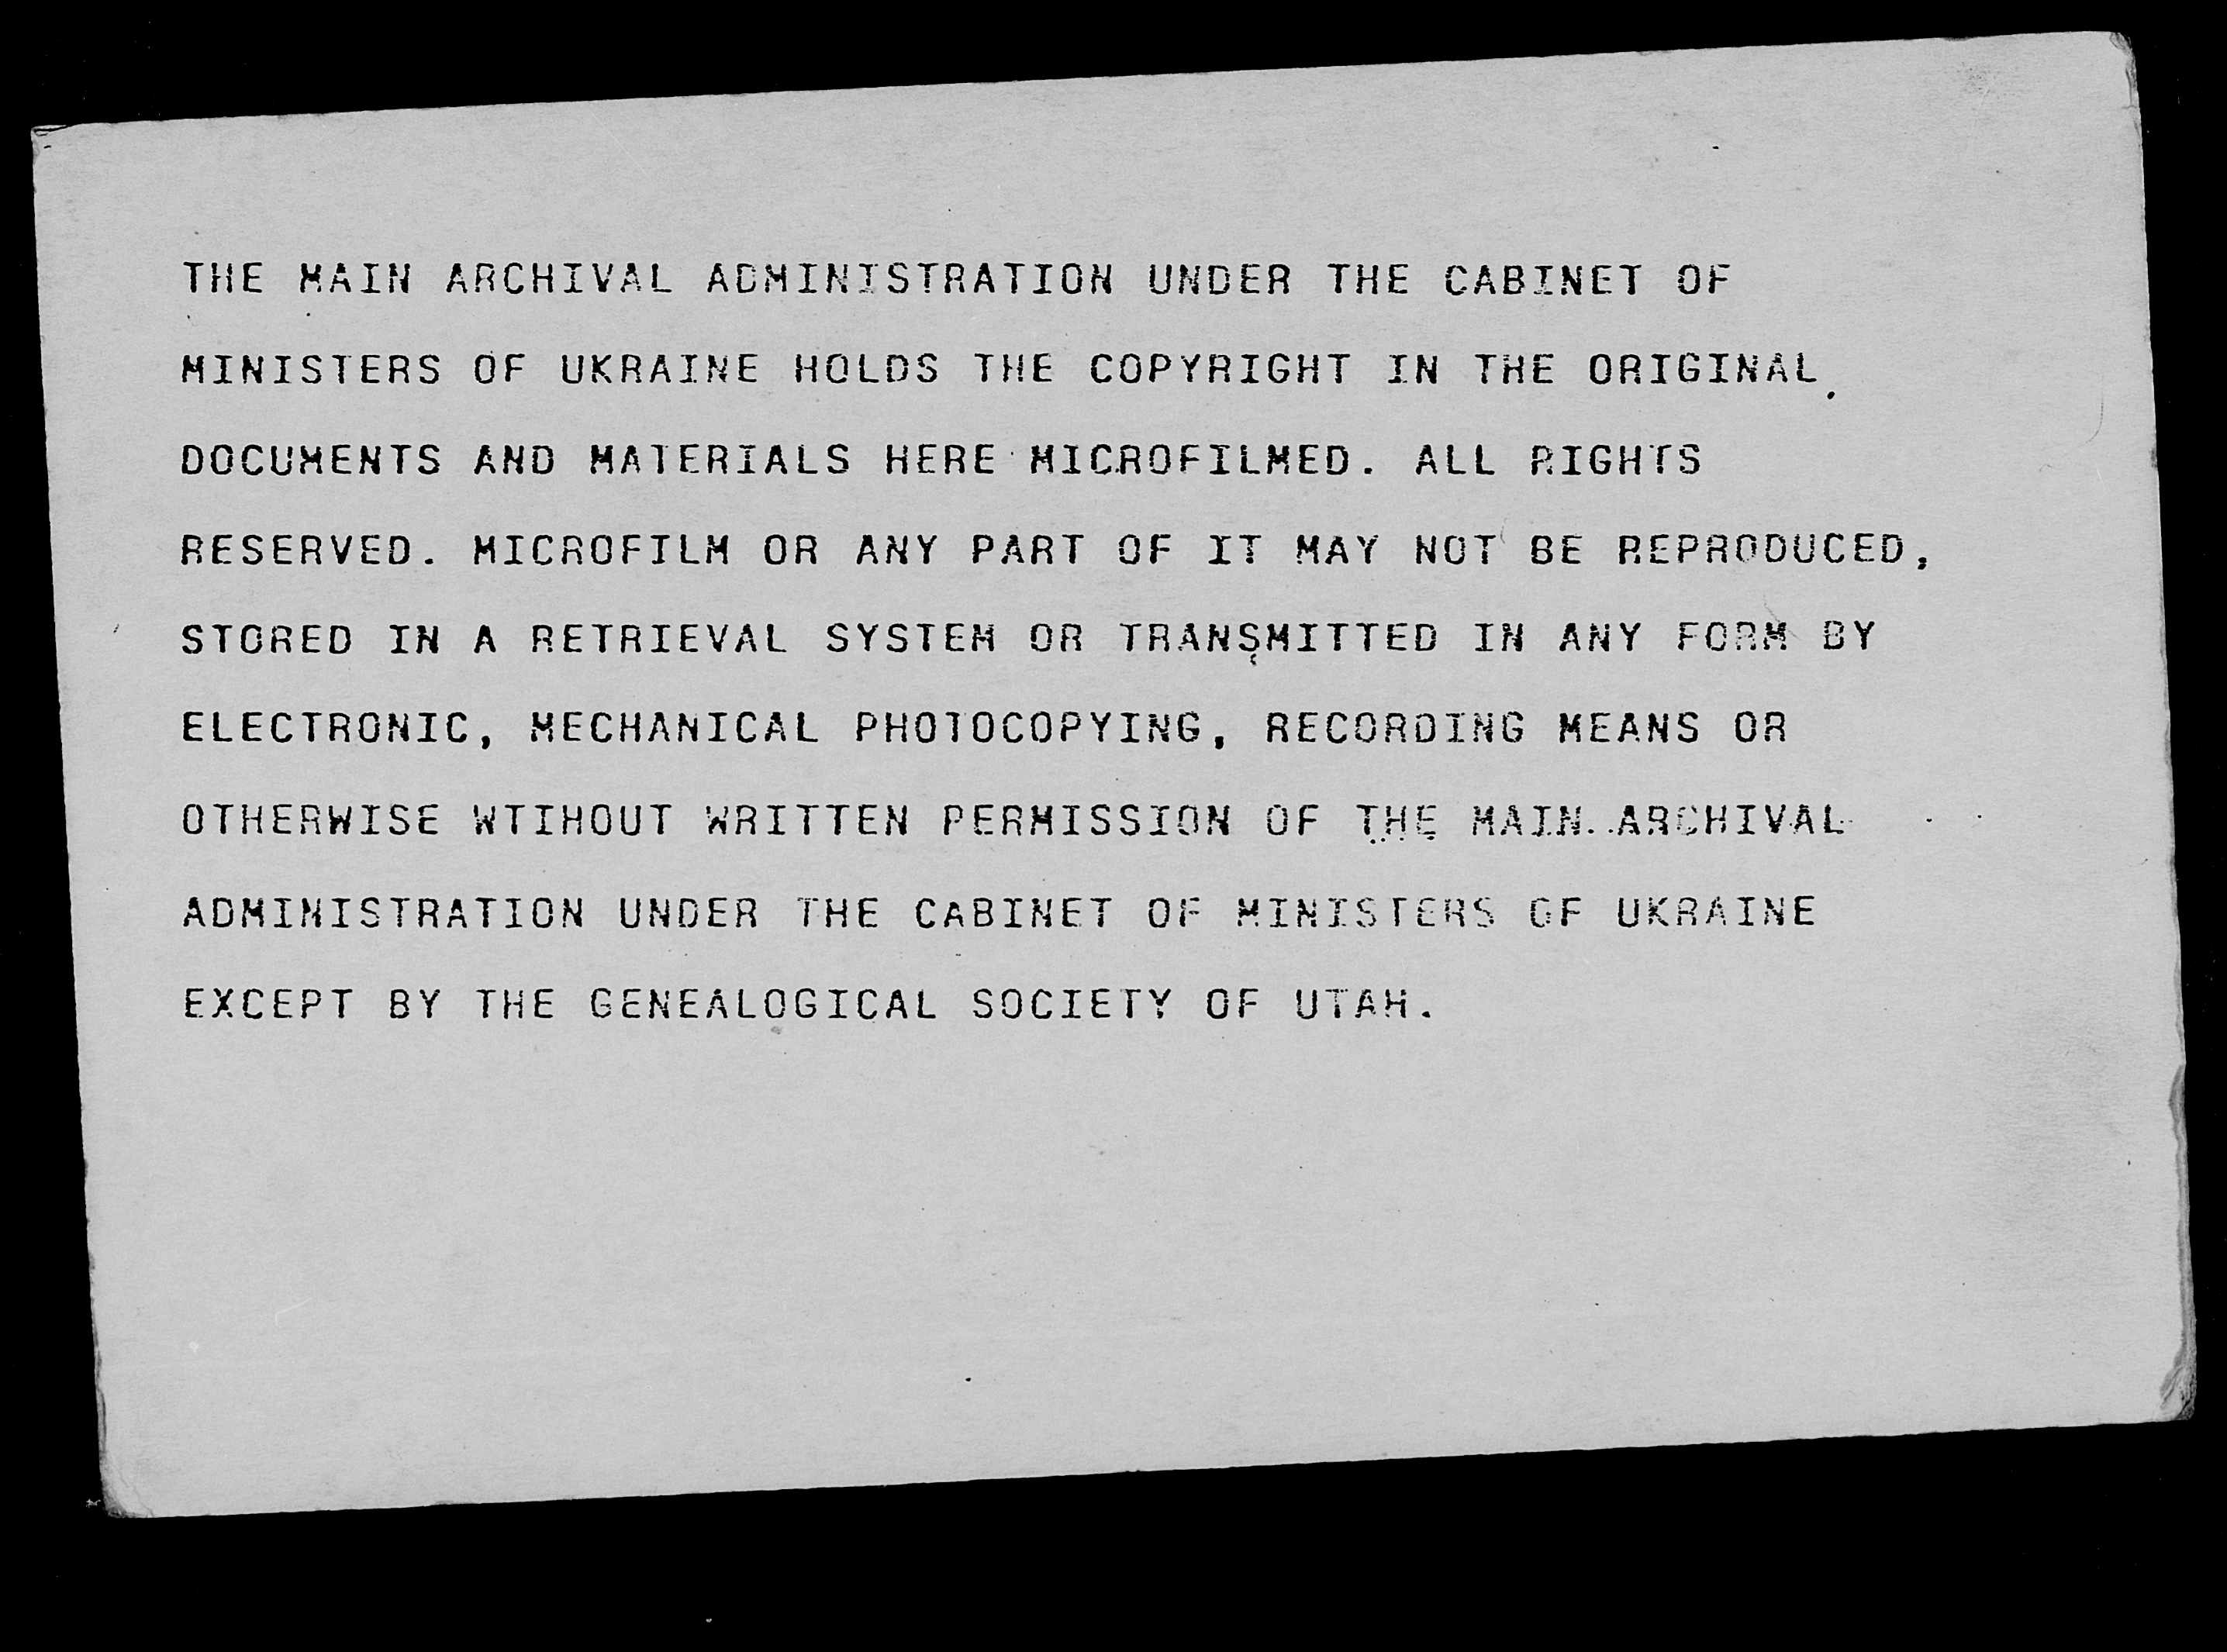 THE MAIN ARCHIVAL ADMINISTRATION UNDER THE CABINET OF
MINISTERS OF UKRAINE HOLDS THE COPYRIGHT IN THE ORIGINAL
DOCUMENTS AND MATERIALS HERE MICROFILMED. ALL RIGHTS
RESERVED. MICROFILM OR ANY PART OF IT MAY NOT BE REPRODUCED,
STORED IN A RETRIEVAL SYSTEM OR TRANSMITTED IN ANY FORM BY
ELECTRONIC, MECHANICAL PHOTOCOPYING, RECORDING MEANS OR
OTHERWISE WTIHOUT WRITTEN PERMISSION OF THE MAIN ARCHIVAL
ADMINISTRATION UNDER THE CABINET OF MINISTERS OF UKRAINE
EXCEPT BY THE GENEALOGICAL SOCIETY OF UTAH.